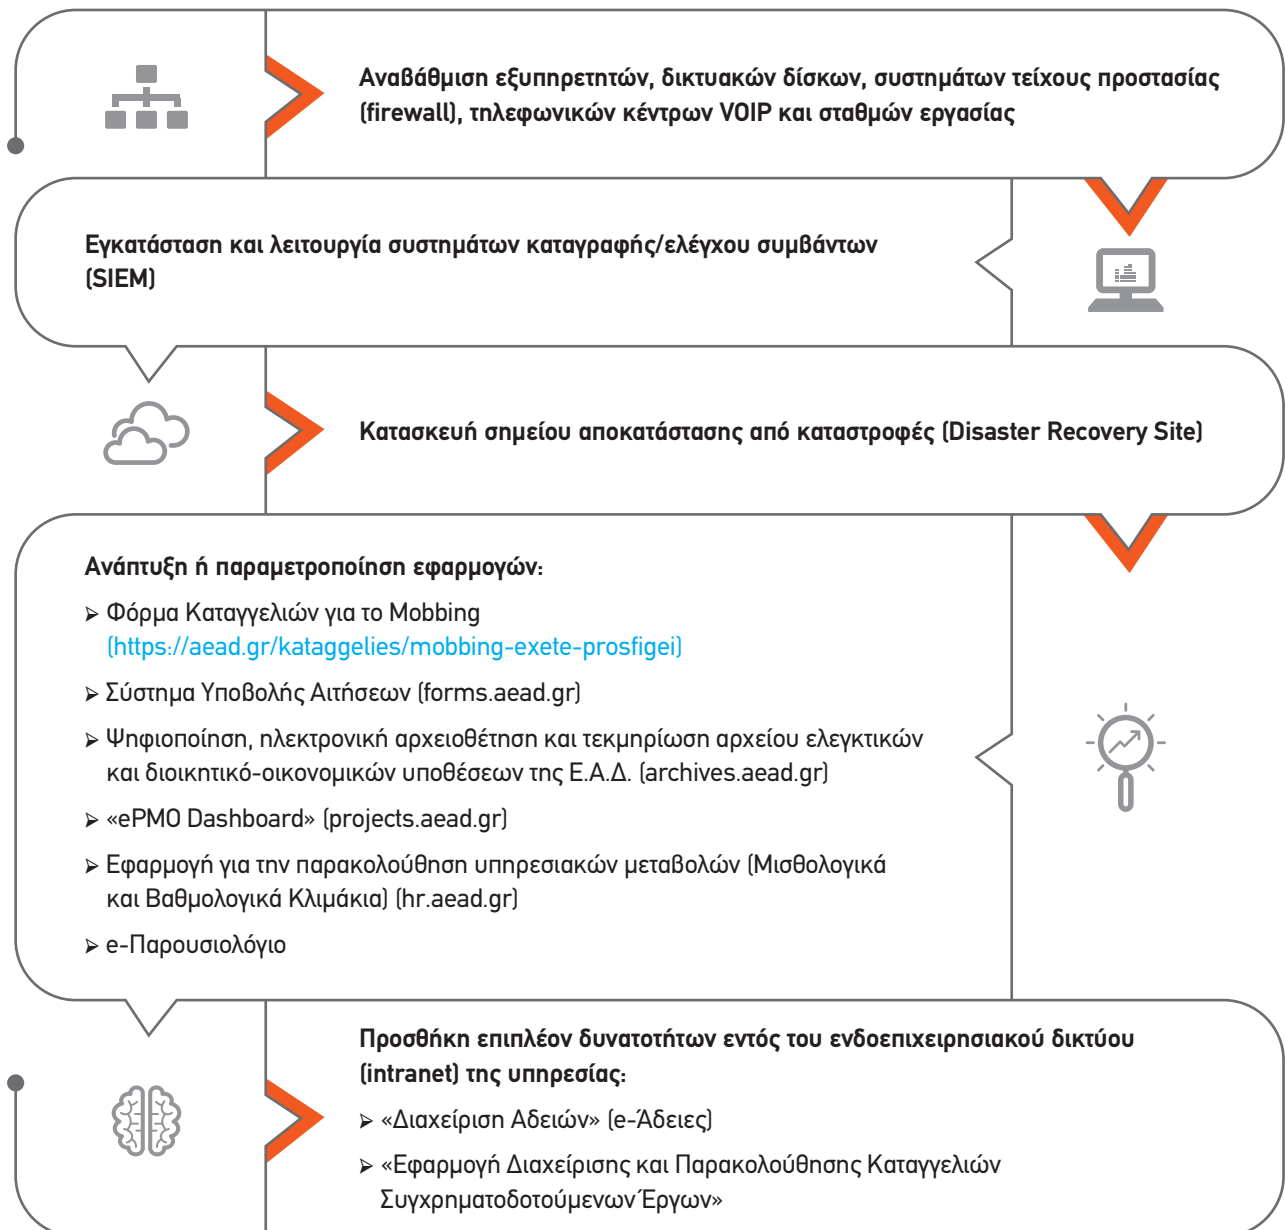 Αναβάθμιση εξυπηρετητών, δικτυακών δίσκων, συστημάτων τείχους προστασίας
(firewall), τηλεφωνικών κέντρων VOIP και σταθμών εργασίας
Εγκατάσταση και λειτουργία συστημάτων καταγραφής/ελέγχου συμβάντων
(SIEM)
Κατασκευή σημείου αποκατάστασης από καταστροφές (Disaster Recovery Site)
Ανάπτυξη ή παραμετροποίηση εφαρμογών:
➢ Φόρμα Καταγγελιών για το Mobbing
(https://aead.gr/kataggelies/mobbing-exete-prosfigei)
➢ Σύστημα Υποβολής Αιτήσεων (forms.aead.gr)
➢ Ψηφιοποίηση, ηλεκτρονική αρχειοθέτηση και τεκμηρίωση αρχείου ελεγκτικών
και διοικητικό-οικονομικών υποθέσεων της Ε.Α.Δ. (archives.aead.gr)
➢ «ePMO Dashboard» (projects.aead.gr)
➢ Εφαρμογή για την παρακολούθηση υπηρεσιακών μεταβολών (Μισθολογικά
και Βαθμολογικά Κλιμάκια) (hr.aead.gr)
➢ e-Παρουσιολόγιο
Προσθήκη επιπλέον δυνατοτήτων εντός του ενδοεπιχειρησιακού δικτύου
(intranet) της υπηρεσίας:
➢ «Διαχείριση Αδειών» (e-Άδειες)
➢ «Εφαρμογή Διαχείρισης και Παρακολούθησης Καταγγελιών
Συγχρηματοδοτούμενων Έργων»